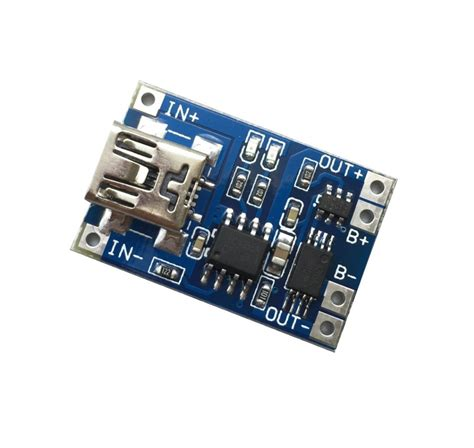 IN+
OUT+
B+
IN-
B-
OUT-